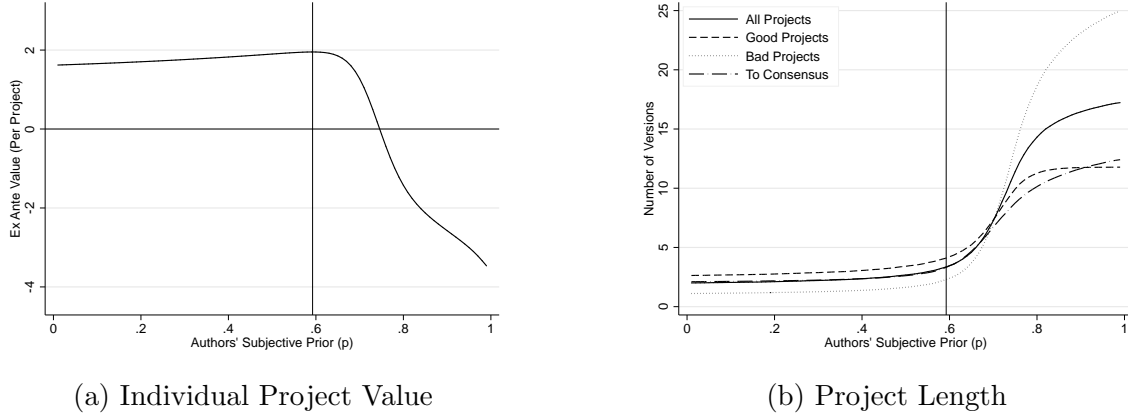 Ex Ante Value (Per Project)
2
0
-2
-4
0
.2
.4
.6
.8
1
Authors' Subjective Prior (p)
(a) Individual Project Value
All Projects
Good Projects
Bad Projects
To Consensus
Number of Versions
25
20
15
10
5
0
0
.2
.4
.6
.8
1
Authors' Subjective Prior (p)
(b) Project Length